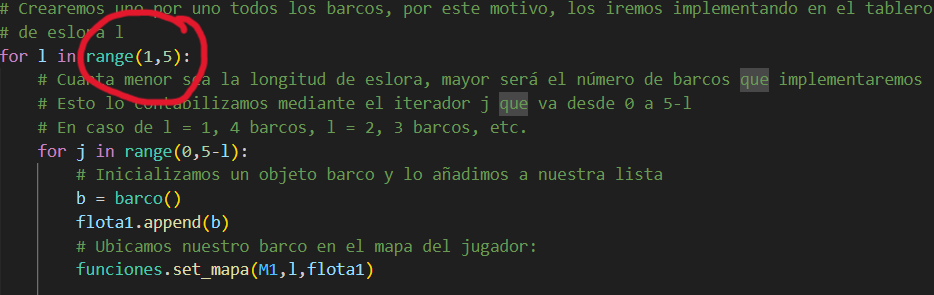 # Crearemos uno por uno todos los barcos, por este motivo, los iremos implementando en el tablero
# de eslora l
for l in range(1,5):
# Cuanta menor sea la longitud de eslora, mayor será el número de barcos que implementaremos
# Esto lo contabilizamos mediante el iterador j que va desde 0 a 5-l
# En caso de l = 1, 4 barcos, l = 2, 3 barcos, etc.
for j in range(0,5-l):
# Inicializamos un objeto barco y lo añadimos a nuestra lista
b = barco()
flota1.append(b)
# Ubicamos nuestro barco en el mapa del jugador:
funciones.set_mapa(M1,l,flota1)